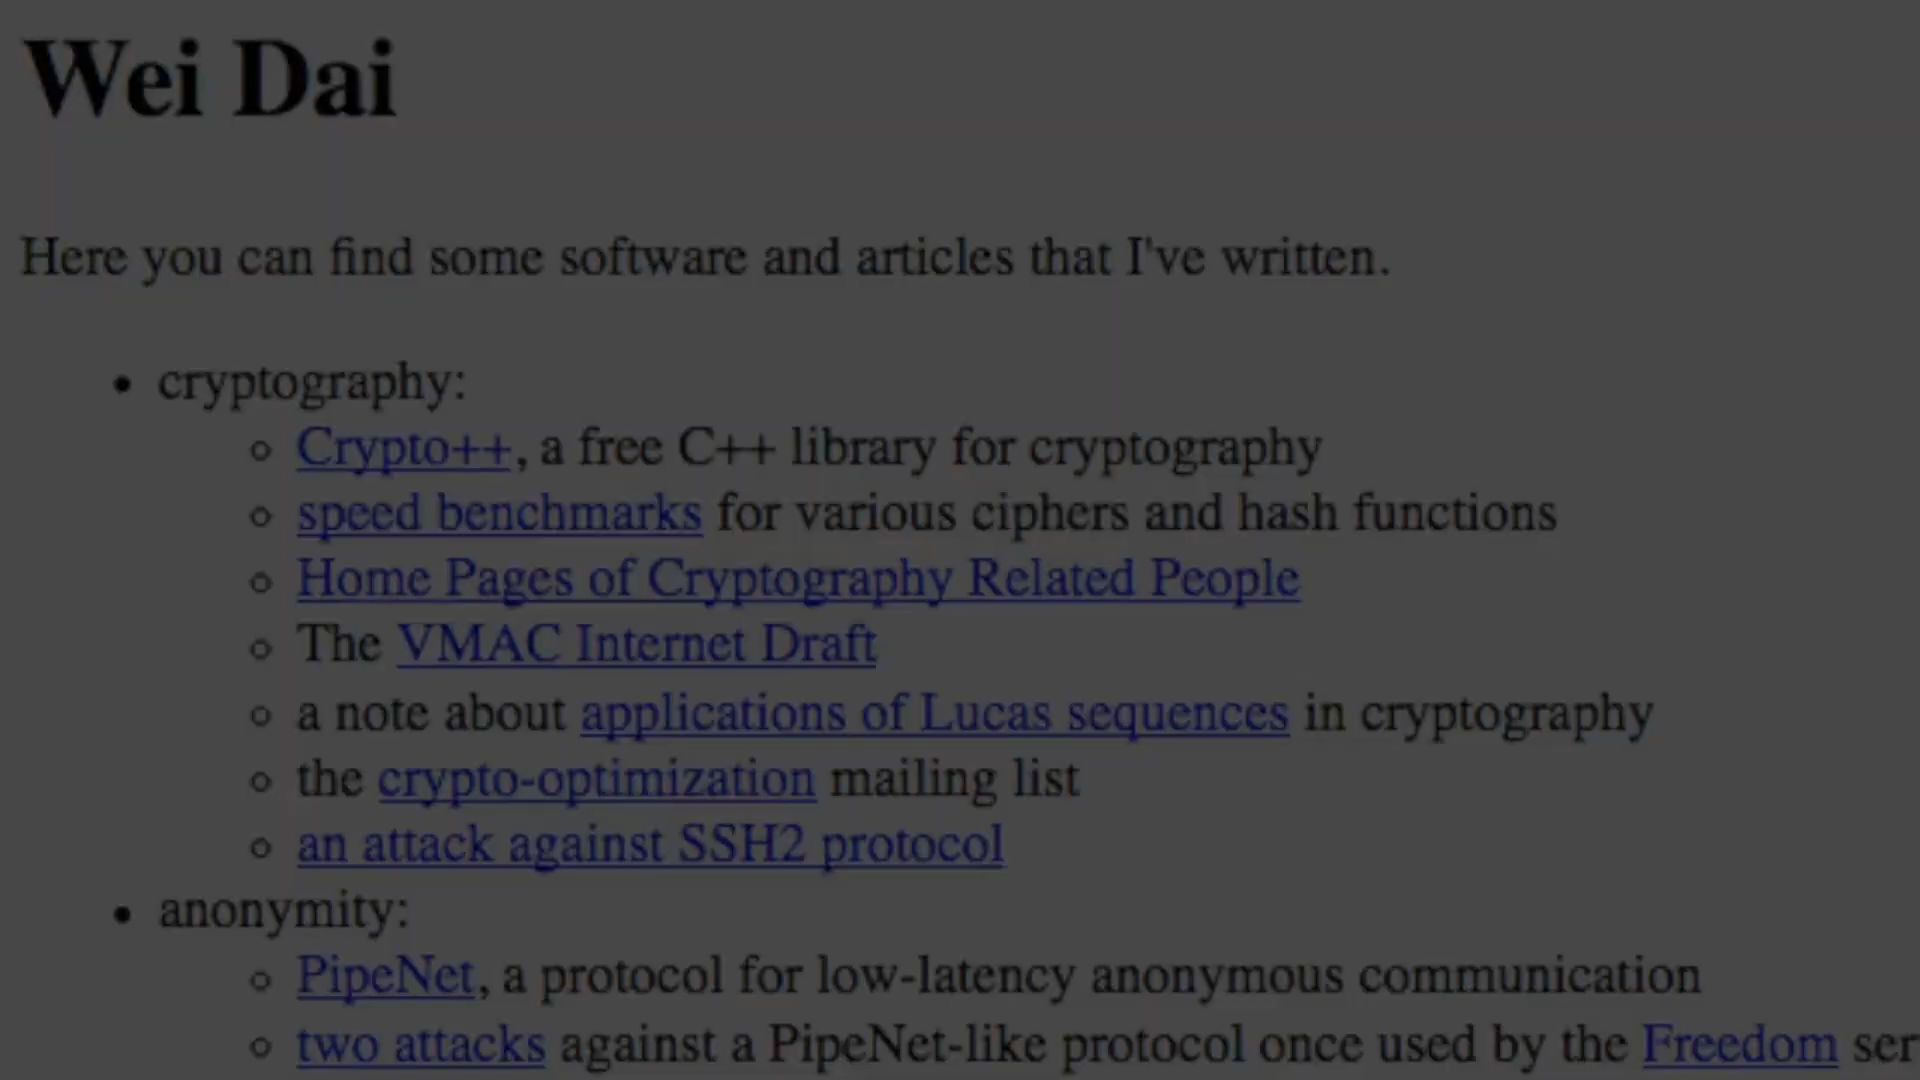 Wei Dai
Here you can find some software and articles that I've written.
• cryptography:
○ Crypto++, a free C++ library for cryptography
○ speed benchmarks for various ciphers and hash functions
○ Home Pages of Cryptography Related People
○ The VMAC Internet Draft
○ a note about applications of Lucas sequences in cryptography
○ the crypto-optimization mailing list
○ an attack against SSH2 protocol
• anonymity:
○ PipeNet, a protocol for low-latency anonymous communication
○ two attacks against a PipeNet-like protocol once used by the Freedom ser